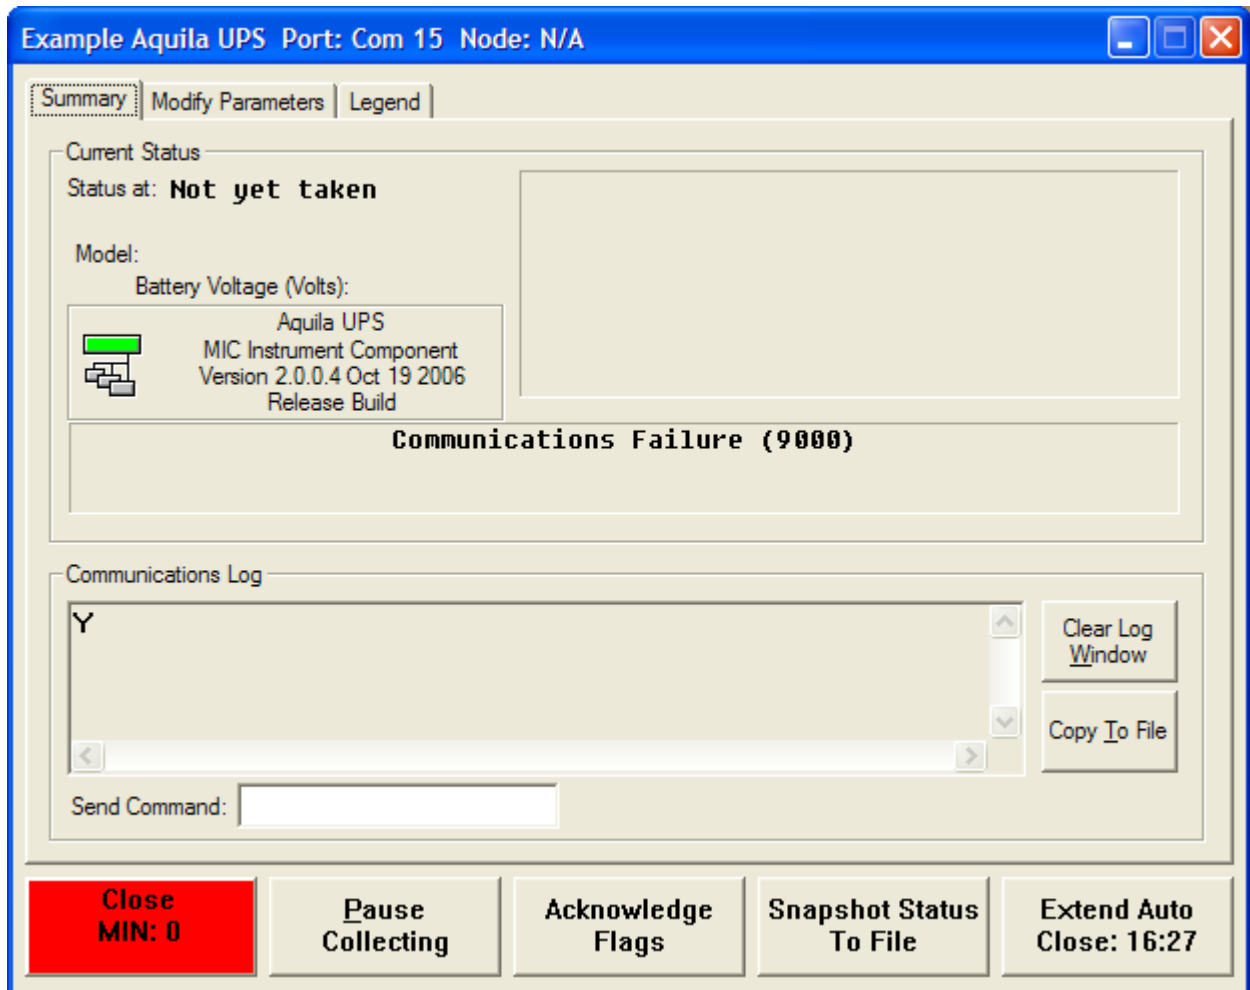 Example Aquila UPS  Port: Com 15  Node: N/A
Summary
Modify Parameters
Legend
Current Status
Status at: Not yet taken
Model:
Battery Voltage (Volts):
Aquila UPS
MIC Instrument Component
Version 2.0.0.4 Oct 19 2006
Release Build
Communications Failure (9000)
Communications Log
Y
Clear Log
Window
Copy To File
Send Command:
Close
MIN: 0
Pause
Collecting
Acknowledge
Flags
Snapshot Status
To File
Extend Auto
Close: 16:27